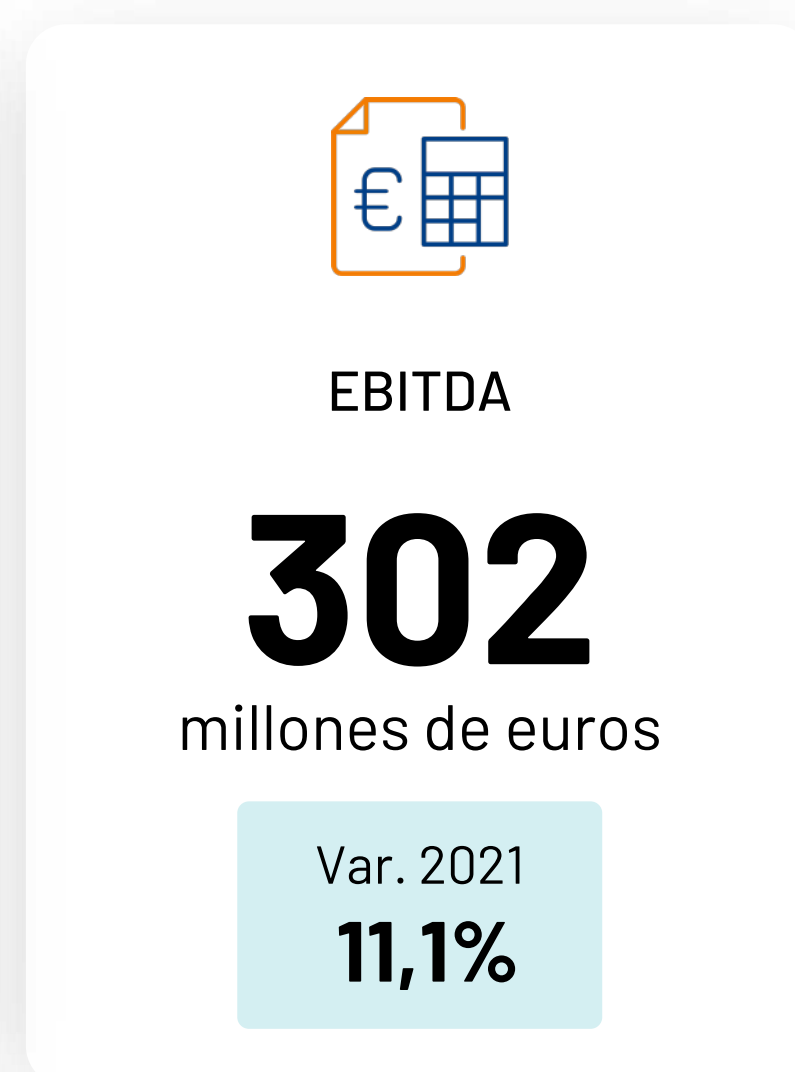 €
EBITDA
302
millones de euros
Var. 2021
11,1%